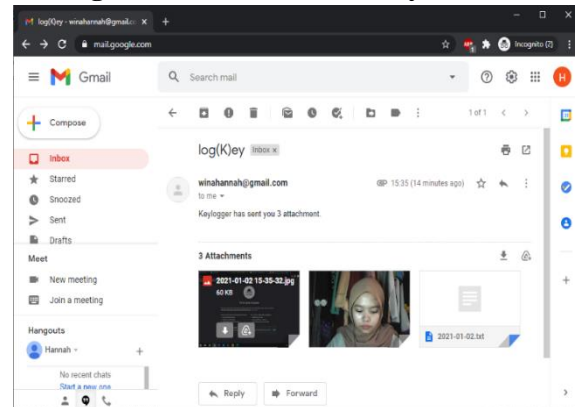 log(K)ey - winahannah@gmail.c
mail.google.com
Incognito (2)
Gmail
Search mail
H
Compose
1 of 1
Inbox
Starred
Snoozed
Sent
Drafts
Meet
New meeting
Join a meeting
Hangouts
Hannah
No recent chats
Start a new one
log(K)ey Inbox x
winahannah@gmail.com 15:35 (14 minutes ago)
to me
Keylogger has sent you 3 attachment.
3 Attachments
2021-01-02 15-35-32.jpg
60 KB
2021-01-02.txt
Reply Forward